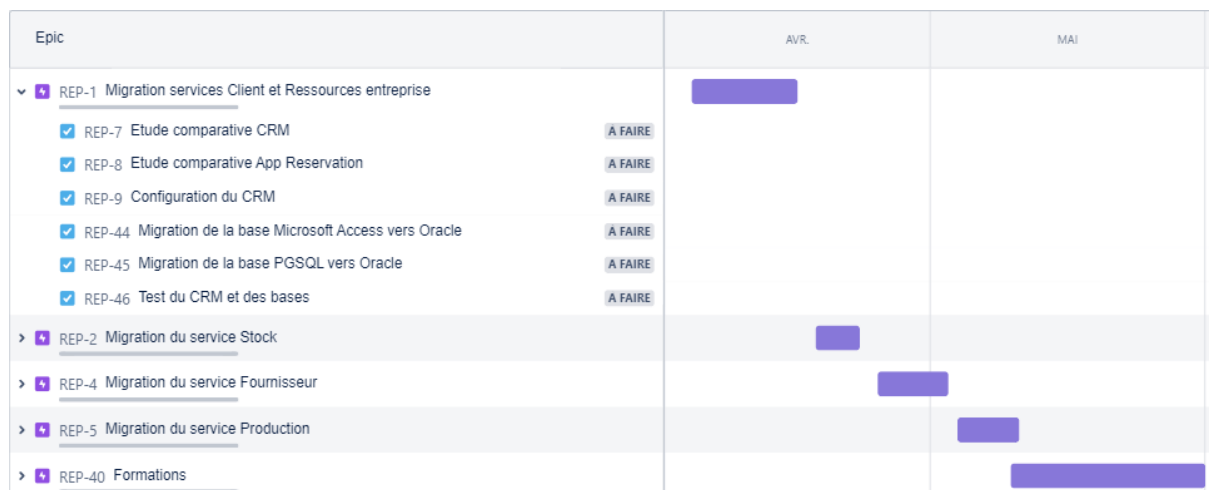 Epic AVR. MAI
REP-1 Migration services Client et Ressources entreprise
REP-7 Etude comparative CRM A FAIRE
REP-8 Etude comparative App Reservation A FAIRE
REP-9 Configuration du CRM A FAIRE
REP-44 Migration de la base Microsoft Access vers Oracle A FAIRE
REP-45 Migration de la base PGSQL vers Oracle A FAIRE
REP-46 Test du CRM et des bases A FAIRE
REP-2 Migration du service Stock
REP-4 Migration du service Fournisseur
REP-5 Migration du service Production
REP-40 Formations